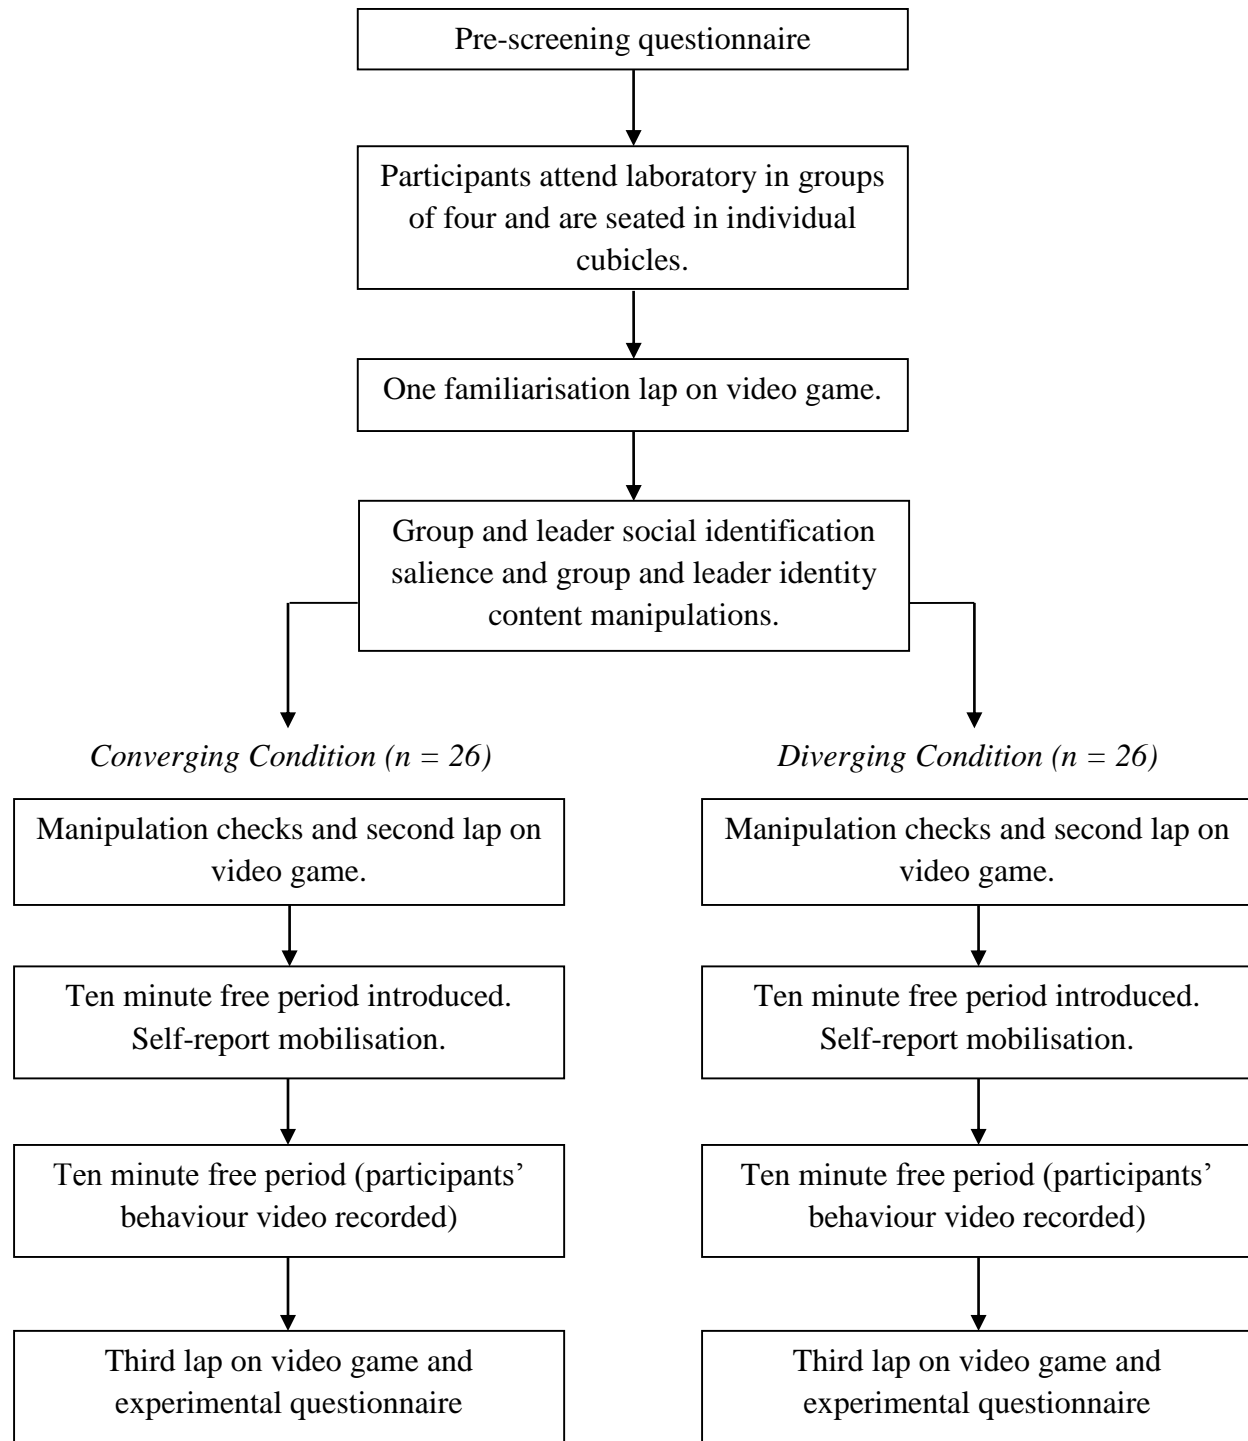 Pre-screening questionnaire
Participants attend laboratory in groups
of four and are seated in individual
cubicles.
One familiarisation lap on video game.
Group and leader social identification
salience and group and leader identity
content manipulations.
Converging Condition (n = 26)
Manipulation checks and second lap on
video game.
Ten minute free period introduced.
Self-report mobilisation.
Ten minute free period (participants’
behaviour video recorded)
Third lap on video game and
experimental questionnaire
Diverging Condition (n = 26)
Manipulation checks and second lap on
video game.
Ten minute free period introduced.
Self-report mobilisation.
Ten minute free period (participants’
behaviour video recorded)
Third lap on video game and
experimental questionnaire